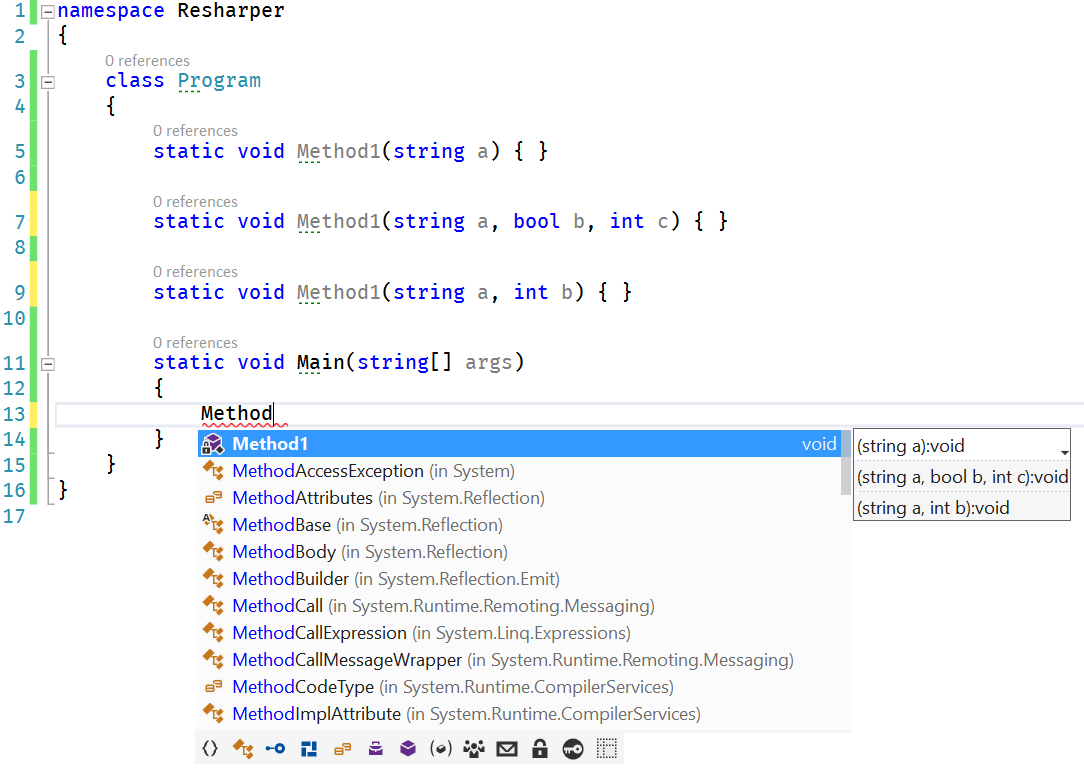 1 namespace Resharper
2 {
0 references
3 class Program
4 {
0 references
5 static void Method1(string a) { }
6
0 references
7 static void Method1(string a, bool b, int c) { }
8
0 references
9 static void Method1(string a, int b) { }
10
0 references
11 static void Main(string[] args)
12 {
13 Method
14 }
15 }
16 }
17
Method1 void
MethodAccessException (in System)
MethodAttributes (in System.Reflection)
MethodBase (in System.Reflection)
MethodBody (in System.Reflection)
MethodBuilder (in System.Reflection.Emit)
MethodCall (in System.Runtime.Remoting.Messaging)
MethodCallExpression (in System.Linq.Expressions)
MethodCallMessageWrapper (in System.Runtime.Remoting.Messaging)
MethodCodeType (in System.Runtime.CompilerServices)
MethodImplAttribute (in System.Runtime.CompilerServices)
(string a):void
(string a, bool b, int c):void
(string a, int b):void